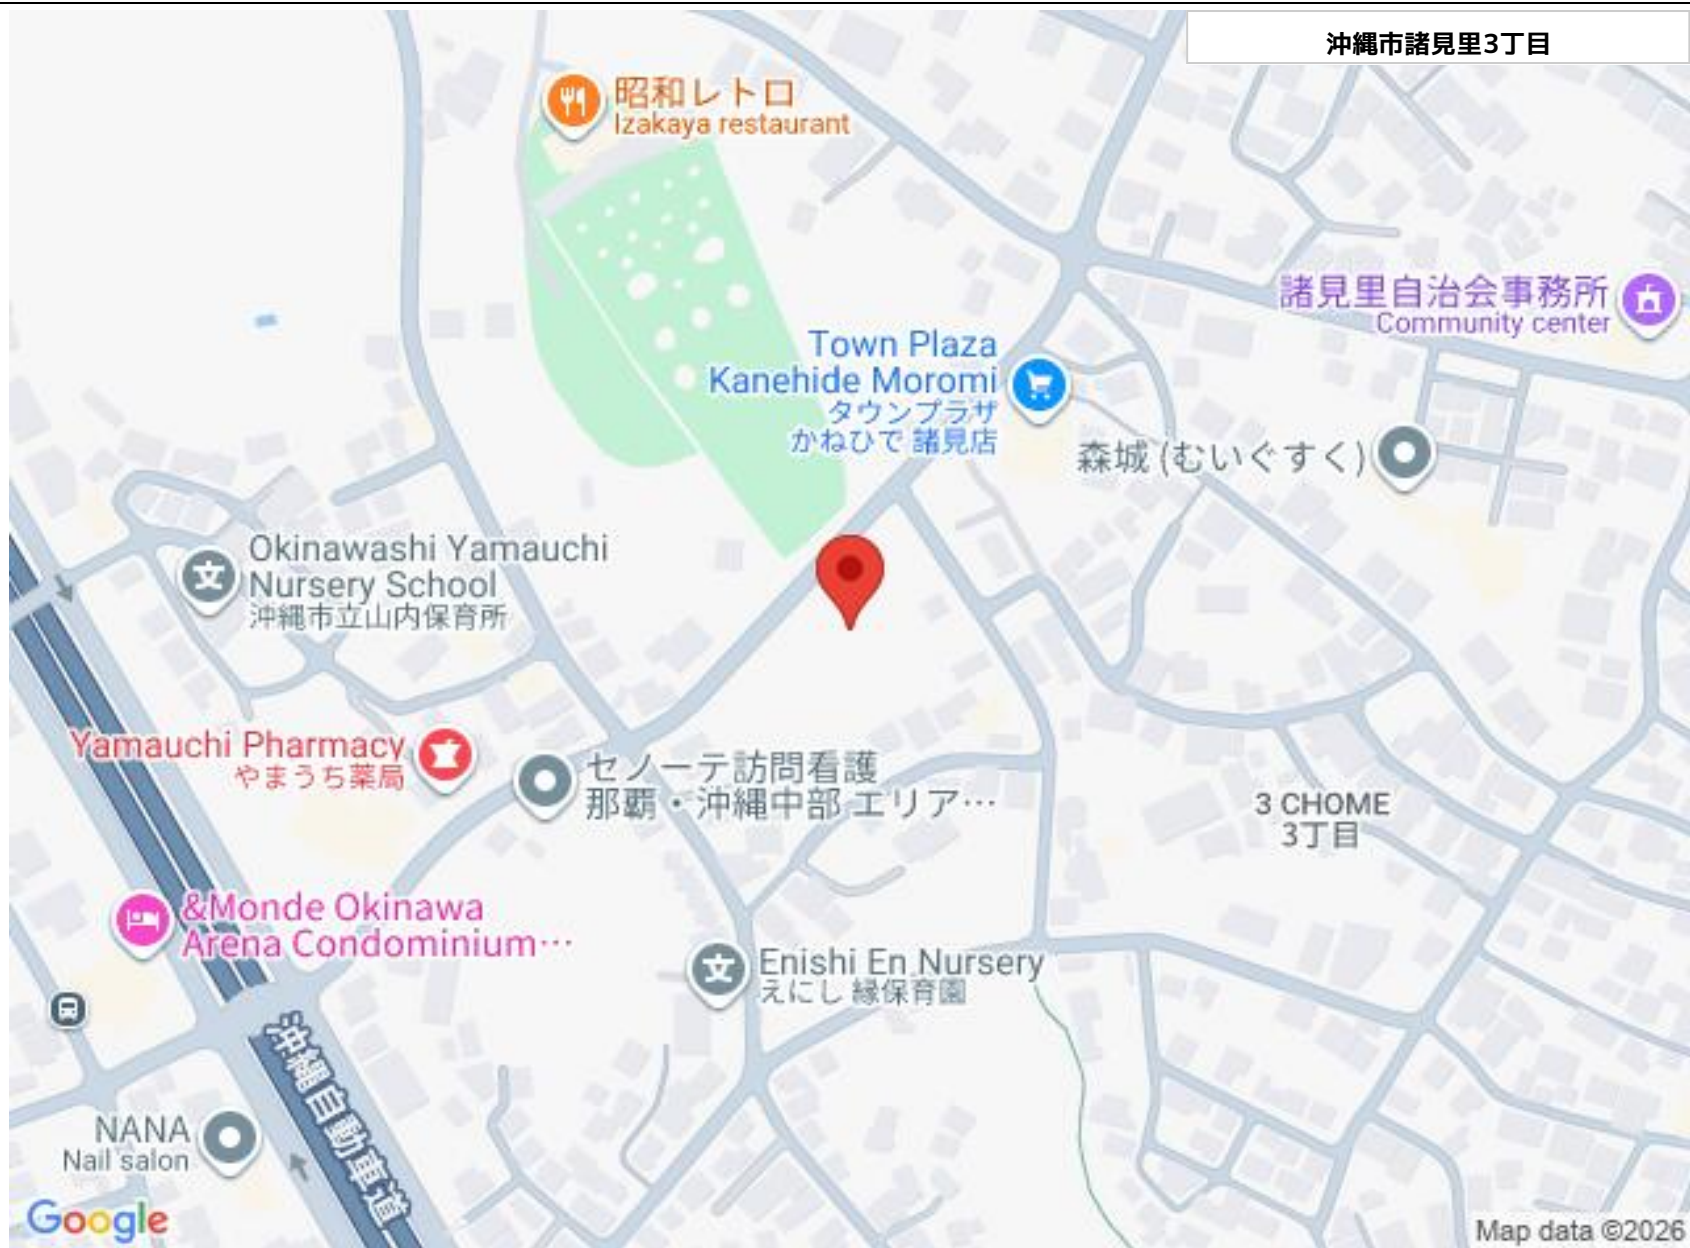 沖縄市諸見里3丁目
昭和レトロ
Izakaya restaurant
諸見里自治会事務所
Community center
Town Plaza
Kanehide Moromi
タウンプラザ
かねひで 諸見店
森城 (むいぐすく)
Okinawashi Yamauchi
Nursery School
沖縄市立山内保育所
Yamauchi Pharmacy
やまうち薬局
セノーテ訪問看護
那覇・沖縄中部 エリア…
3 CHOME
3丁目
&Monde Okinawa
Arena Condominium…
Enishi En Nursery
えにし 縁保育園
沖縄自動車道
NANA
Nail salon
Google
Map data ©2026